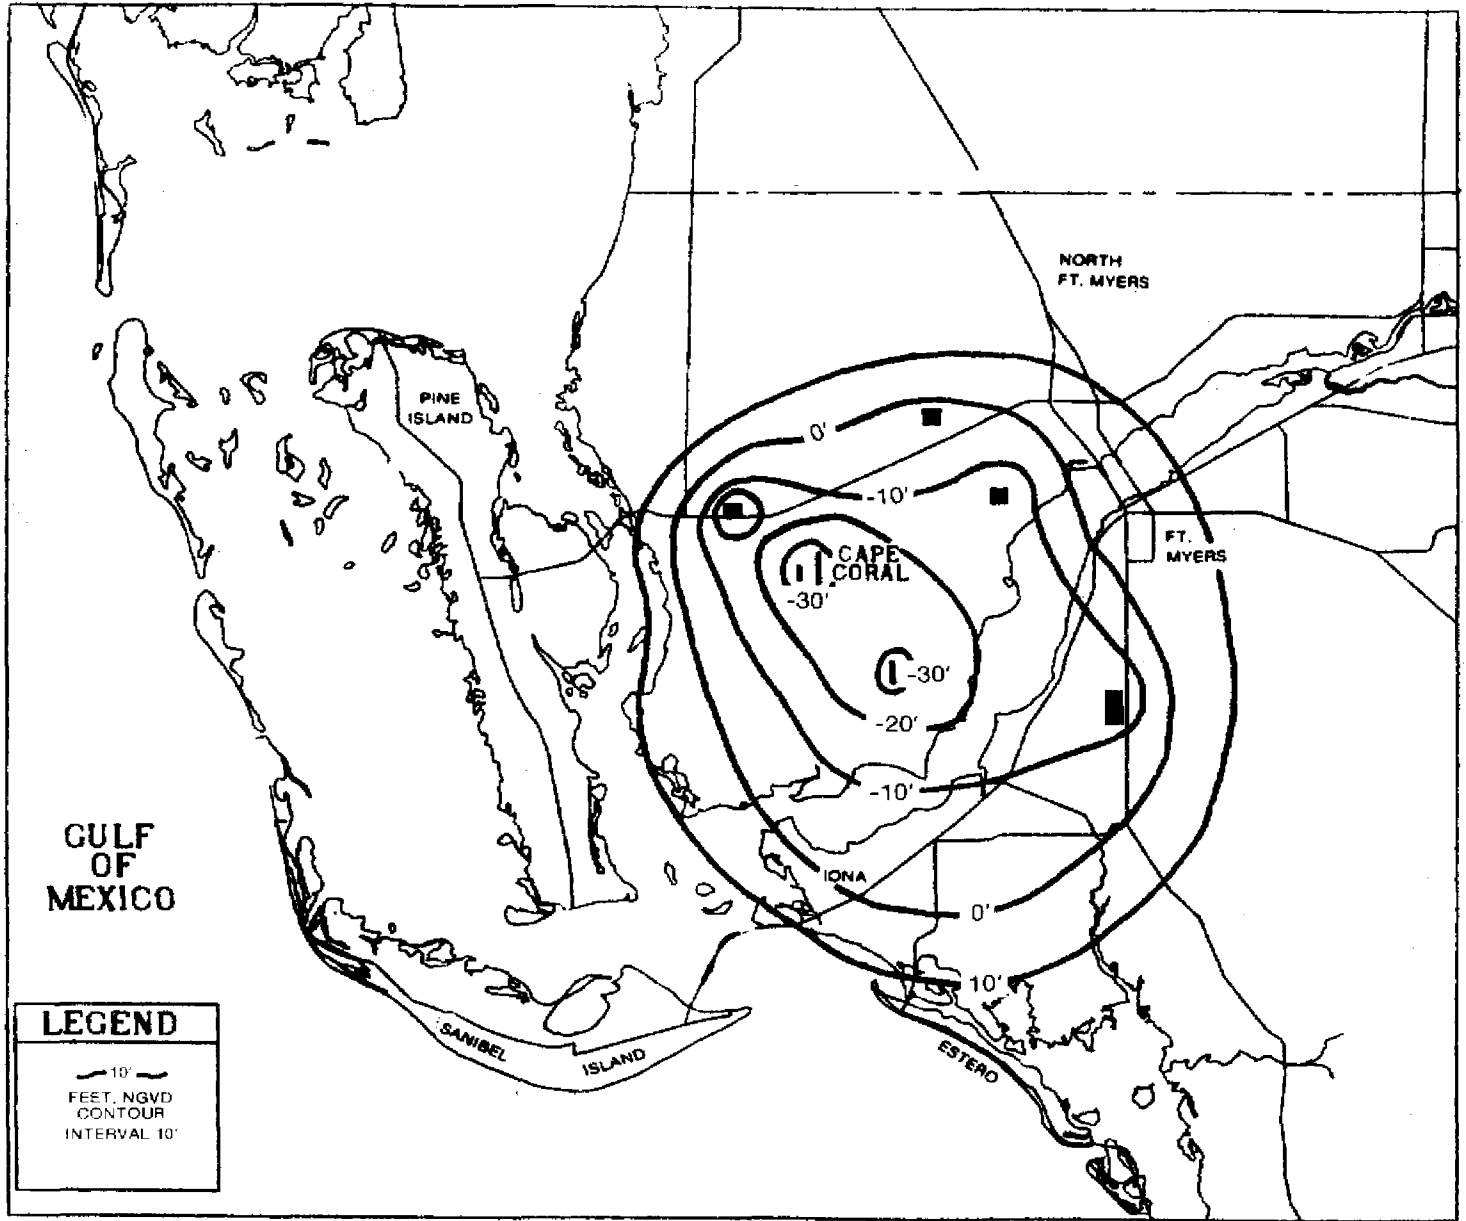 NORTH
FT. MYERS
PINE
ISLAND
0'
-10'
FT.
MYERS
CAPE
CORAL
-30'
-30'
-20'
-10'
GULF
OF
MEXICO
IONA
0'
10'
LEGEND
10'
FEET, NGVD
CONTOUR
INTERVAL 10'
SANIBEL
ISLAND
ESTERO